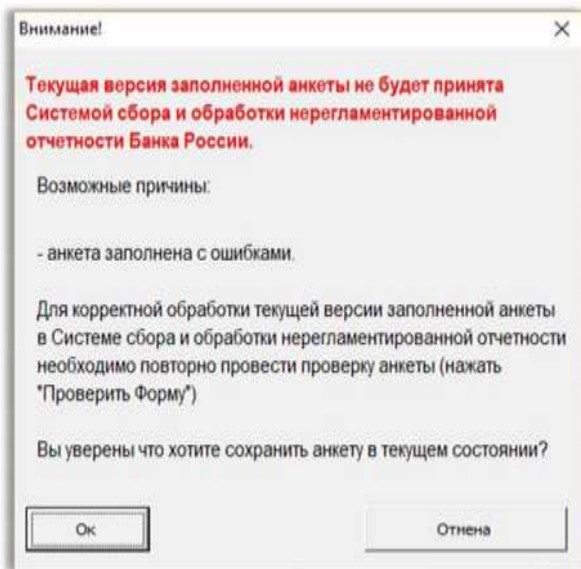 Внимание!
Текущая версия заполненной анкеты не будет принята
Системой сбора и обработки нерегламентированной
отчетности Банка России.
Возможные причины:
- анкета заполнена с ошибками.
Для корректной обработки текущей версии заполненной анкеты
в Системе сбора и обработки нерегламентированной отчетности
необходимо повторно провести проверку анкеты (нажать
"Проверить Форму")
Вы уверены что хотите сохранить анкету в текущем состоянии?
Ок
Отмена